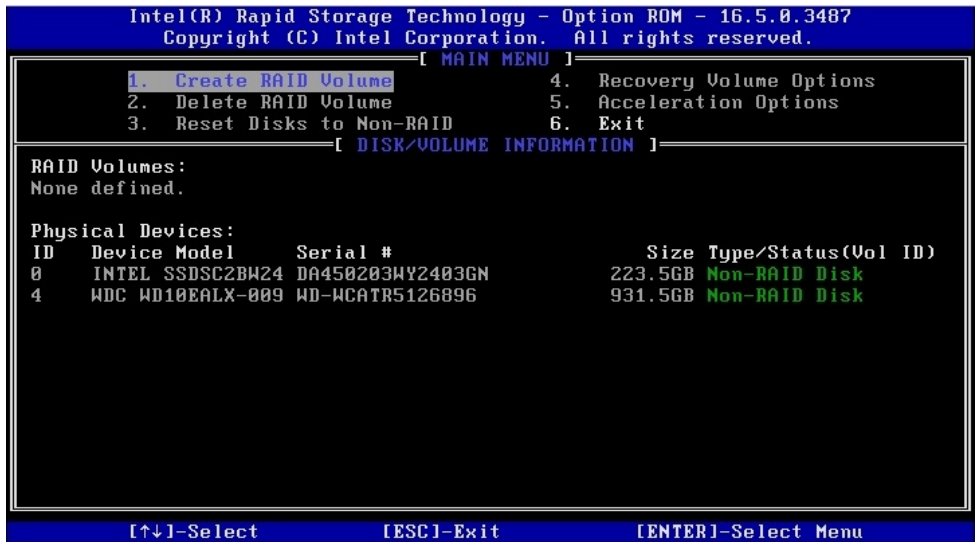 Intel(R) Rapid Storage Technology - Option ROM - 16.5.0.3487
Copyright (C) Intel Corporation. All rights reserved.
[ MAIN MENU ]
1. Create RAID Volume 4. Recovery Volume Options
2. Delete RAID Volume 5. Acceleration Options
3. Reset Disks to Non-RAID 6. Exit
[ DISK/VOLUME INFORMATION ]
RAID Volumes:
None defined.
Physical Devices:
ID Device Model Serial # Size Type/Status(Vol ID)
0 INTEL SSDSC2BW24 DA450203WY2403GN 223.5GB Non-RAID Disk
4 WDC WD10EALX-009 WD-WCATR5126896 931.5GB Non-RAID Disk
[↑↓]-Select [ESC]-Exit [ENTER]-Select Menu